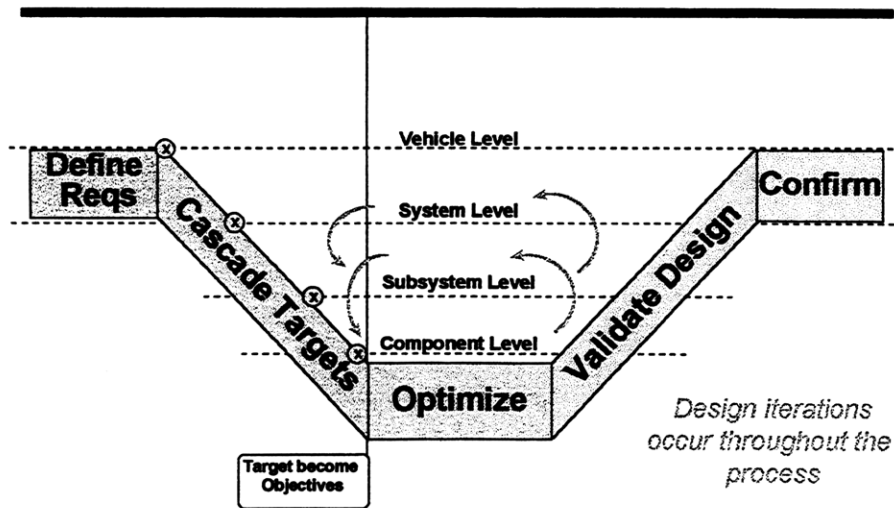 Vehicle Level
Define
Reqs
Confirm
Cascade Targets
System Level
Validate Design
Subsystem Level
Component Level
Optimize
Design iterations
occur throughout the
process
Target become
Objectives
x
x
x
x